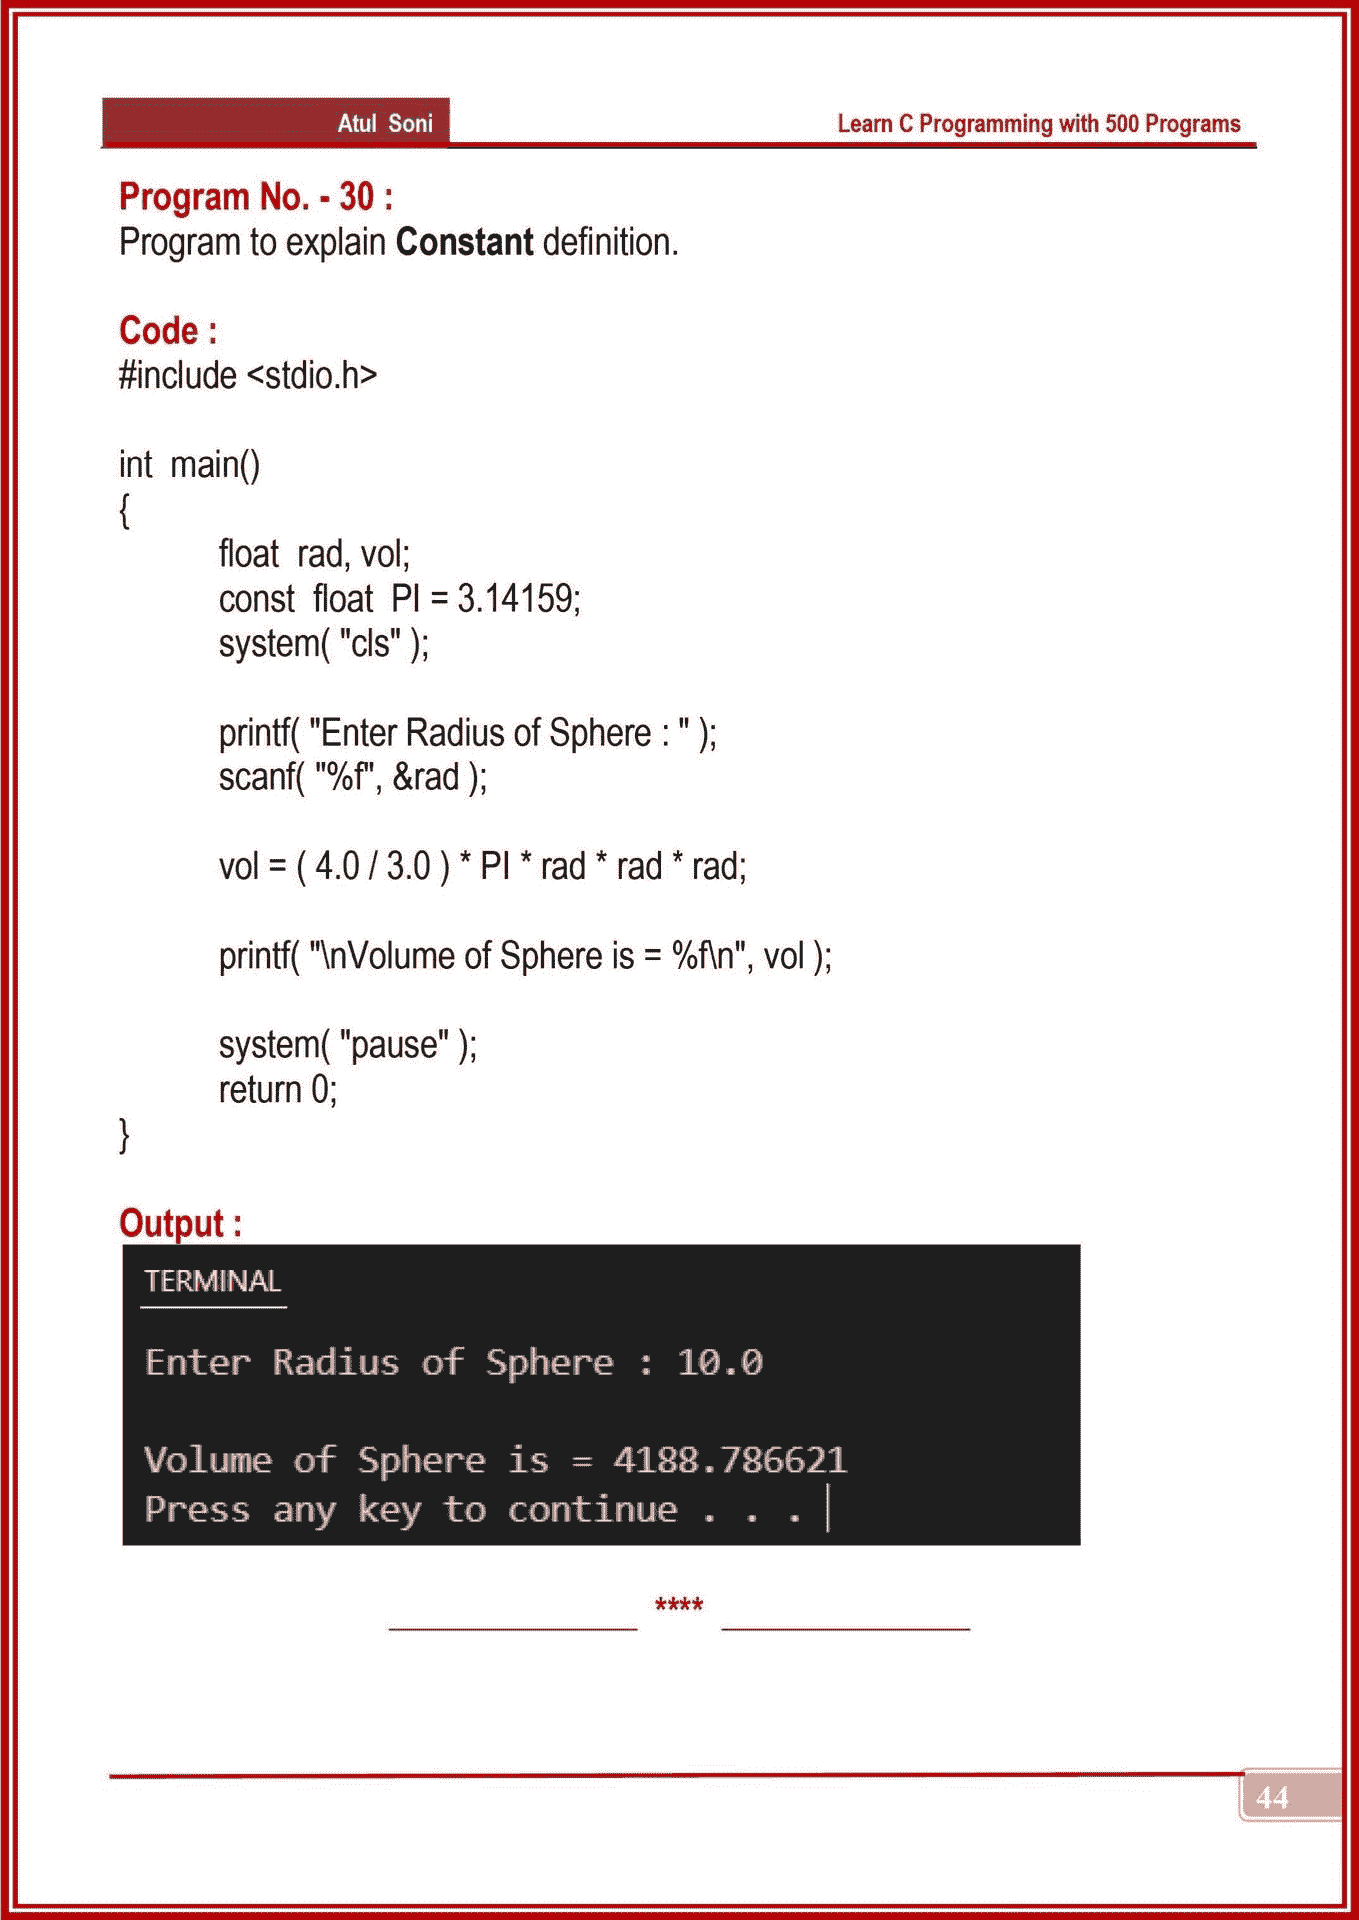 Atul Soni
Learn C Programming with 500 Programs
Program No. - 30 :
Program to explain Constant definition.
Code :
#include <stdio.h>
int main()
{
float rad, vol;
const float PI = 3.14159;
system( "cls" );
printf( "Enter Radius of Sphere : " );
scanf( "%f", &rad );
vol = ( 4.0 / 3.0 ) * PI * rad * rad * rad;
printf( "\nVolume of Sphere is = %f\n", vol );
system( "pause" );
return 0;
}
Output :
TERMINAL
Enter Radius of Sphere : 10.0
Volume of Sphere is = 4188.786621
Press any key to continue . . .
****
44